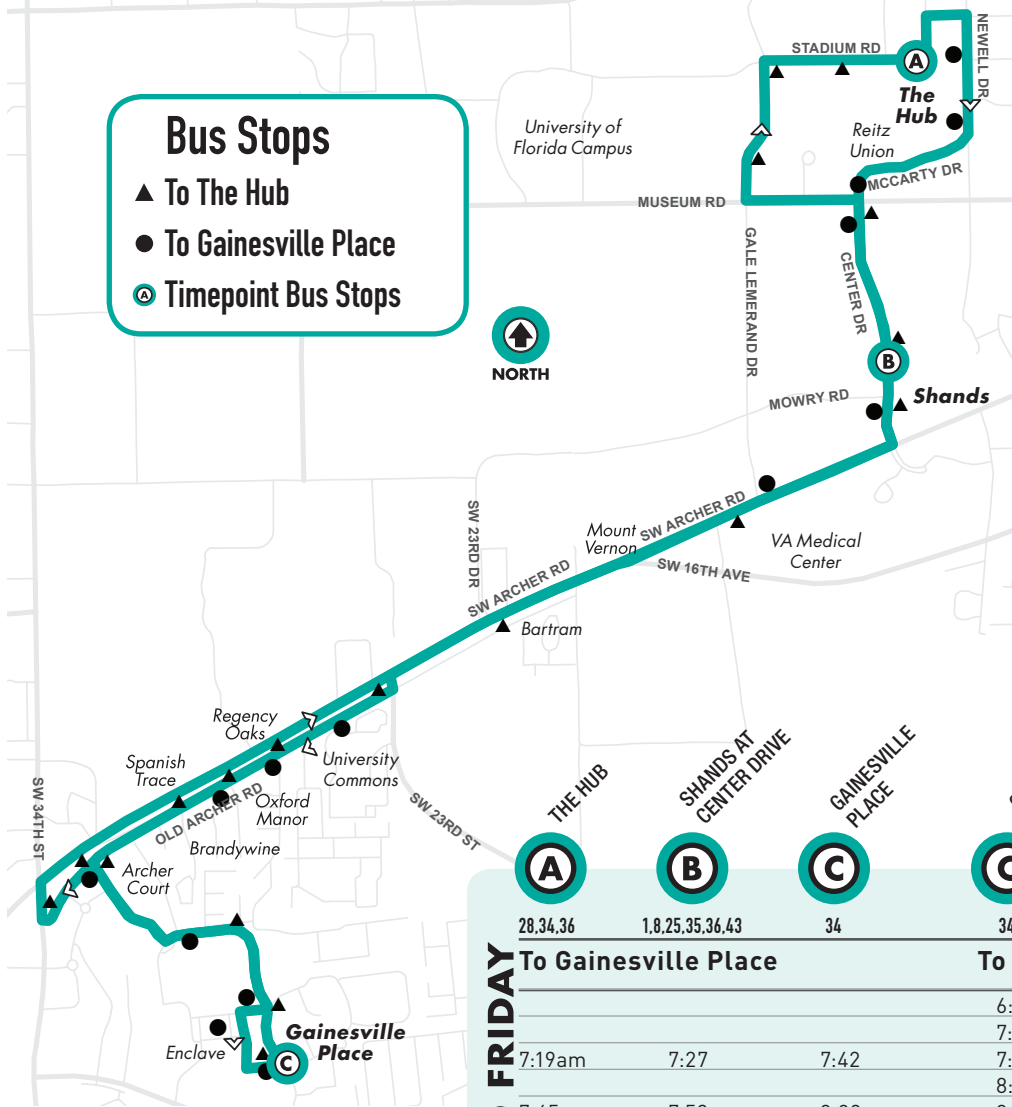 STADIUM RD
A
NEWELL DR
The
Hub
Bus Stops
To The Hub
To Gainesville Place
A Timepoint Bus Stops
University of
Florida Campus
Reitz
Union
MCCARTY DR
MUSEUM RD
GALE LEMERAND DR
CENTER DR
NORTH
B
MOWRY RD
Shands
SW 23RD DR
Mount
Vernon
SW ARCHER RD
VA Medical
Center
SW 16TH AVE
SW ARCHER RD
Bartram
Regency
Oaks
University
Commons
Spanish
Trace
Oxford
Manor
OLD ARCHER RD
Brandywine
SW 34TH ST
SW 23RD ST
Archer
Court
Gainesville
Place
Enclave
C
THE HUB
SHANDS AT
CENTER DRIVE
GAINESVILLE
PLACE
A B C C
28,34,36 1,8,25,35,36,43 34 34
To Gainesville Place To
FRIDAY
6:
7:
7:19am 7:27 7:42 7:
8: